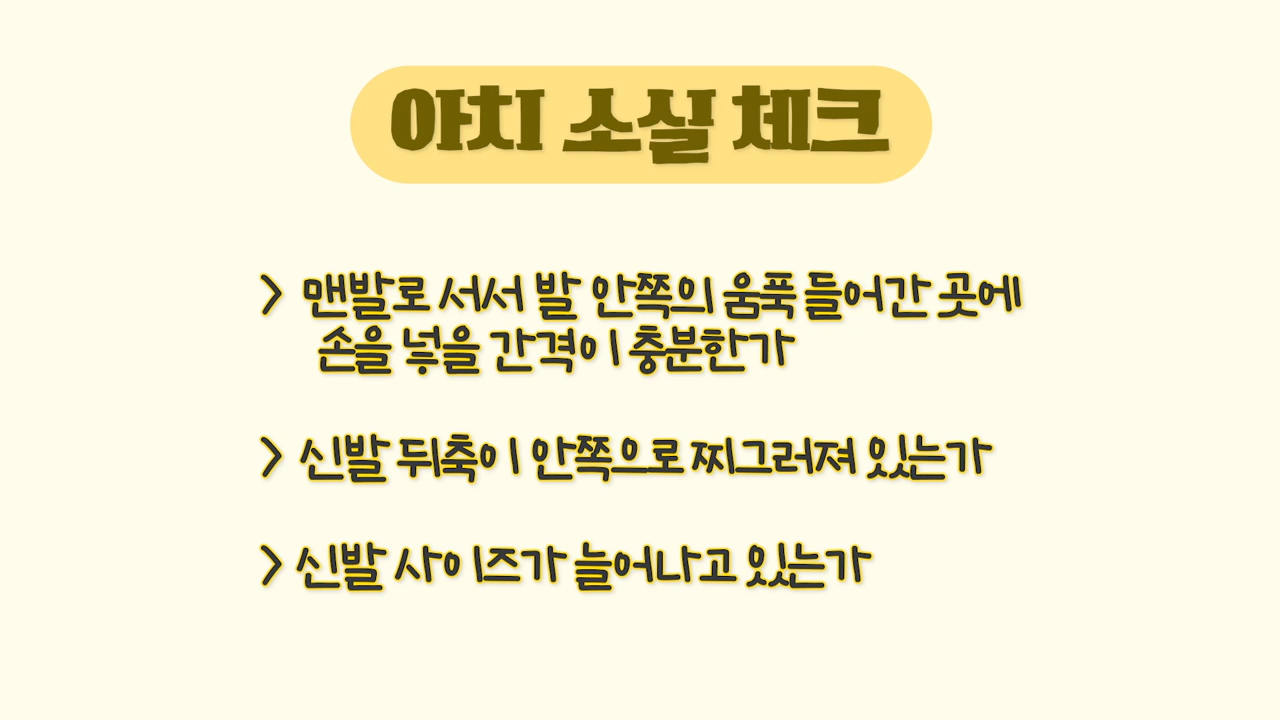 아치 소실 체크
> 맨발로 서서 발 안쪽의 움푹 들어간 곳에
손을 넣을 간격이 충분한가
> 신발 뒤축이 안쪽으로 찌그러져 있는가
> 신발 사이즈가 늘어나고 있는가